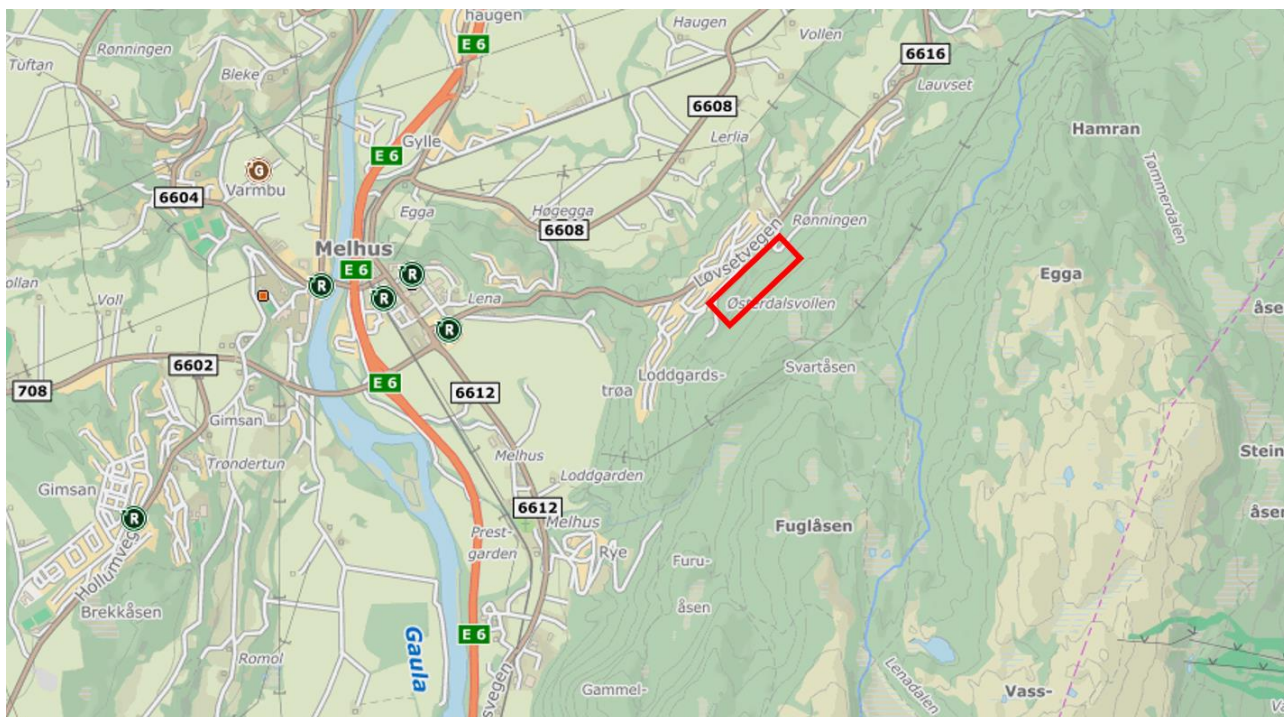 haugen
Haugen
Vollen
Rønningen
E 6
6616
Tuftan
Bleke
Lauvset
6608
Hamran
Gylle
Lerlia
E 6
Tømmerdalen
Varmbu
G
6604
Egga
Høgegga
Rønningen
6608
Melhus
Løvsetvegen
E 6
R
Egga
R
R
Voll
Lena
Østerdalsvollen
åse
R
6602
Svartåsen
E 6
Loddgards-
708
6612
trøa
Gimsan
Melhus
Stein
Trøndertun
Loddgarden
Gimsan
6612
åser
R
Melhus
Fuglåsen
Prest-
garden
Rye
Furu-
Hollumvege
Brekkåsen
åsen
E 6
Gaula
Romol
Lenadalen
svegen
Gammel-
Vass-